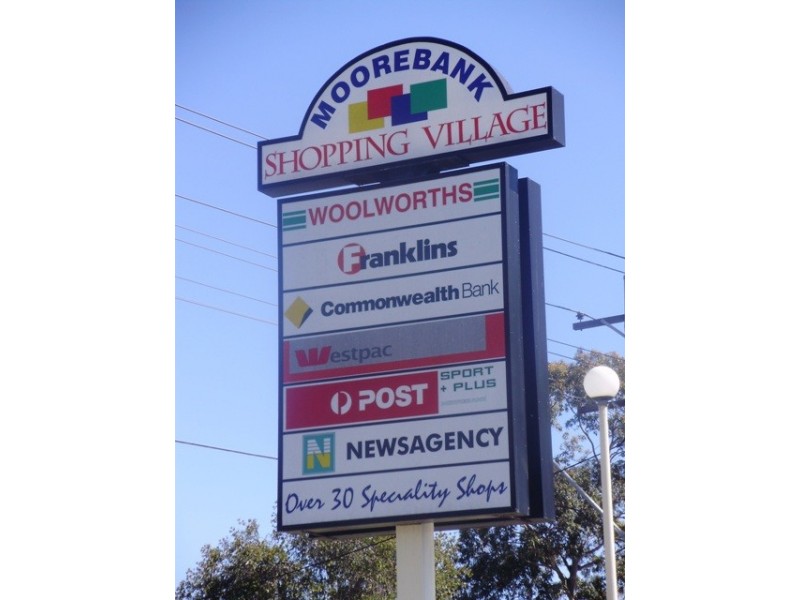 MOOREBANK
SHOPPING VILLAGE
WOOLWORTHS
Franklins
CommonwealthBank
Westpac
POST
SPORT
+ PLUS
N NEWSAGENCY
Over 30 Speciality Shops